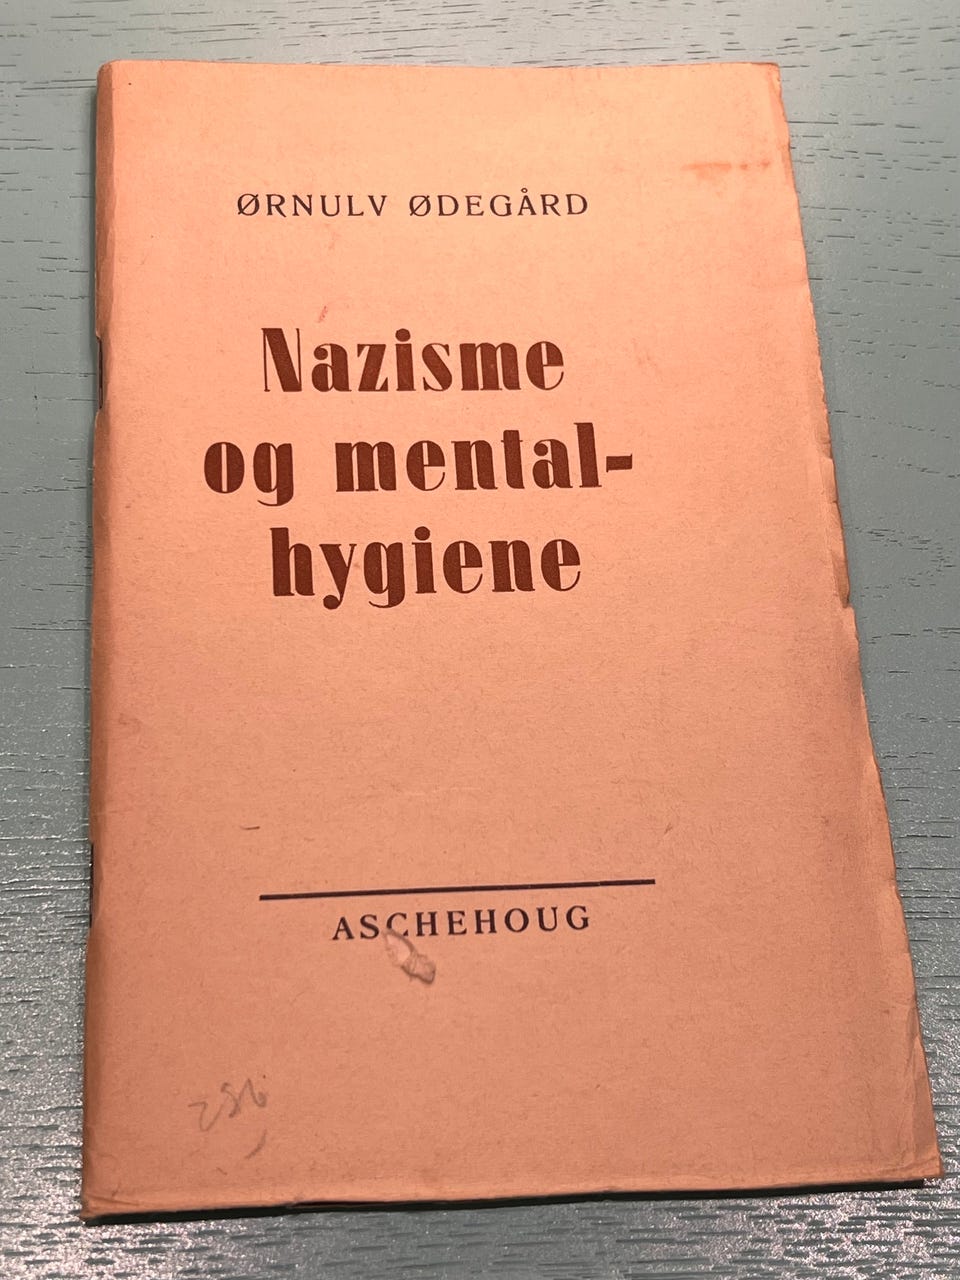 ØRNULV ØDEGÅRD
Nazisme
og mental-
hygiene
ASCHEHOUG